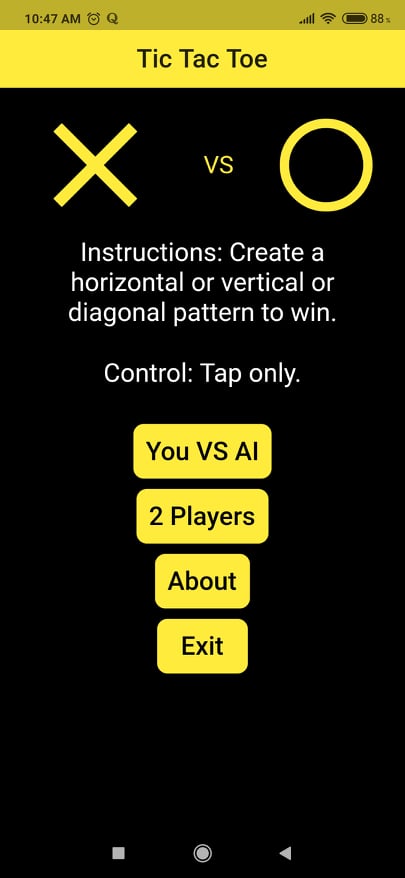 10:47 AM
88
Tic Tac Toe
VS
Instructions: Create a
horizontal or vertical or
diagonal pattern to win.
Control: Tap only.
You VS AI
2 Players
About
Exit